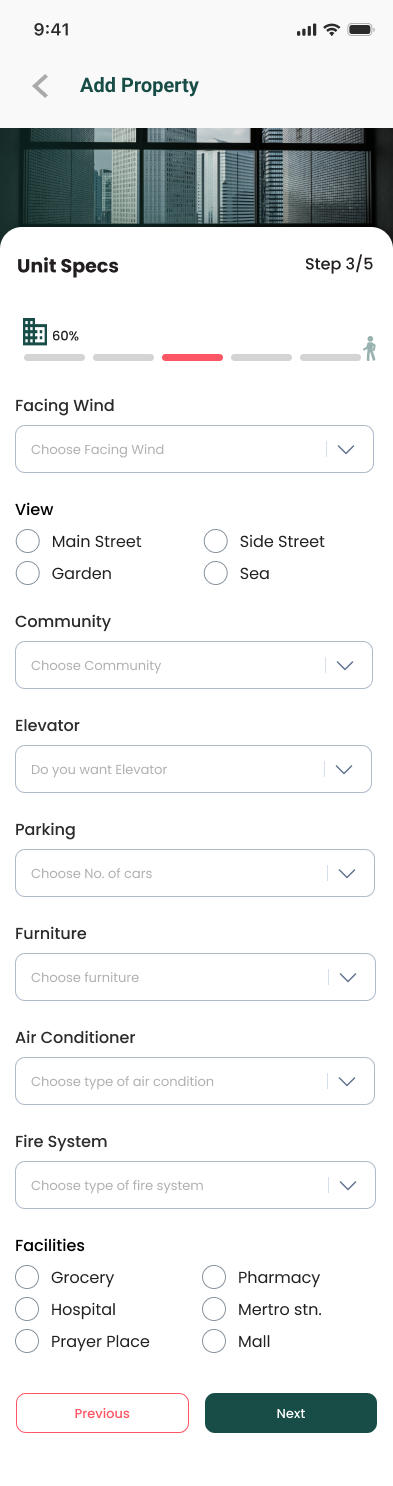 9:41
Add Property
Unit Specs
Step 3/5
60%
Facing Wind
Choose Facing Wind
View
Main Street
Side Street
Garden
Sea
Community
Choose Community
Elevator
Do you want Elevator
Parking
Choose No. of cars
Furniture
Choose furniture
Air Conditioner
Choose type of air condition
Fire System
Choose type of fire system
Facilities
Grocery
Pharmacy
Hospital
Mertro stn.
Prayer Place
Mall
Previous
Next